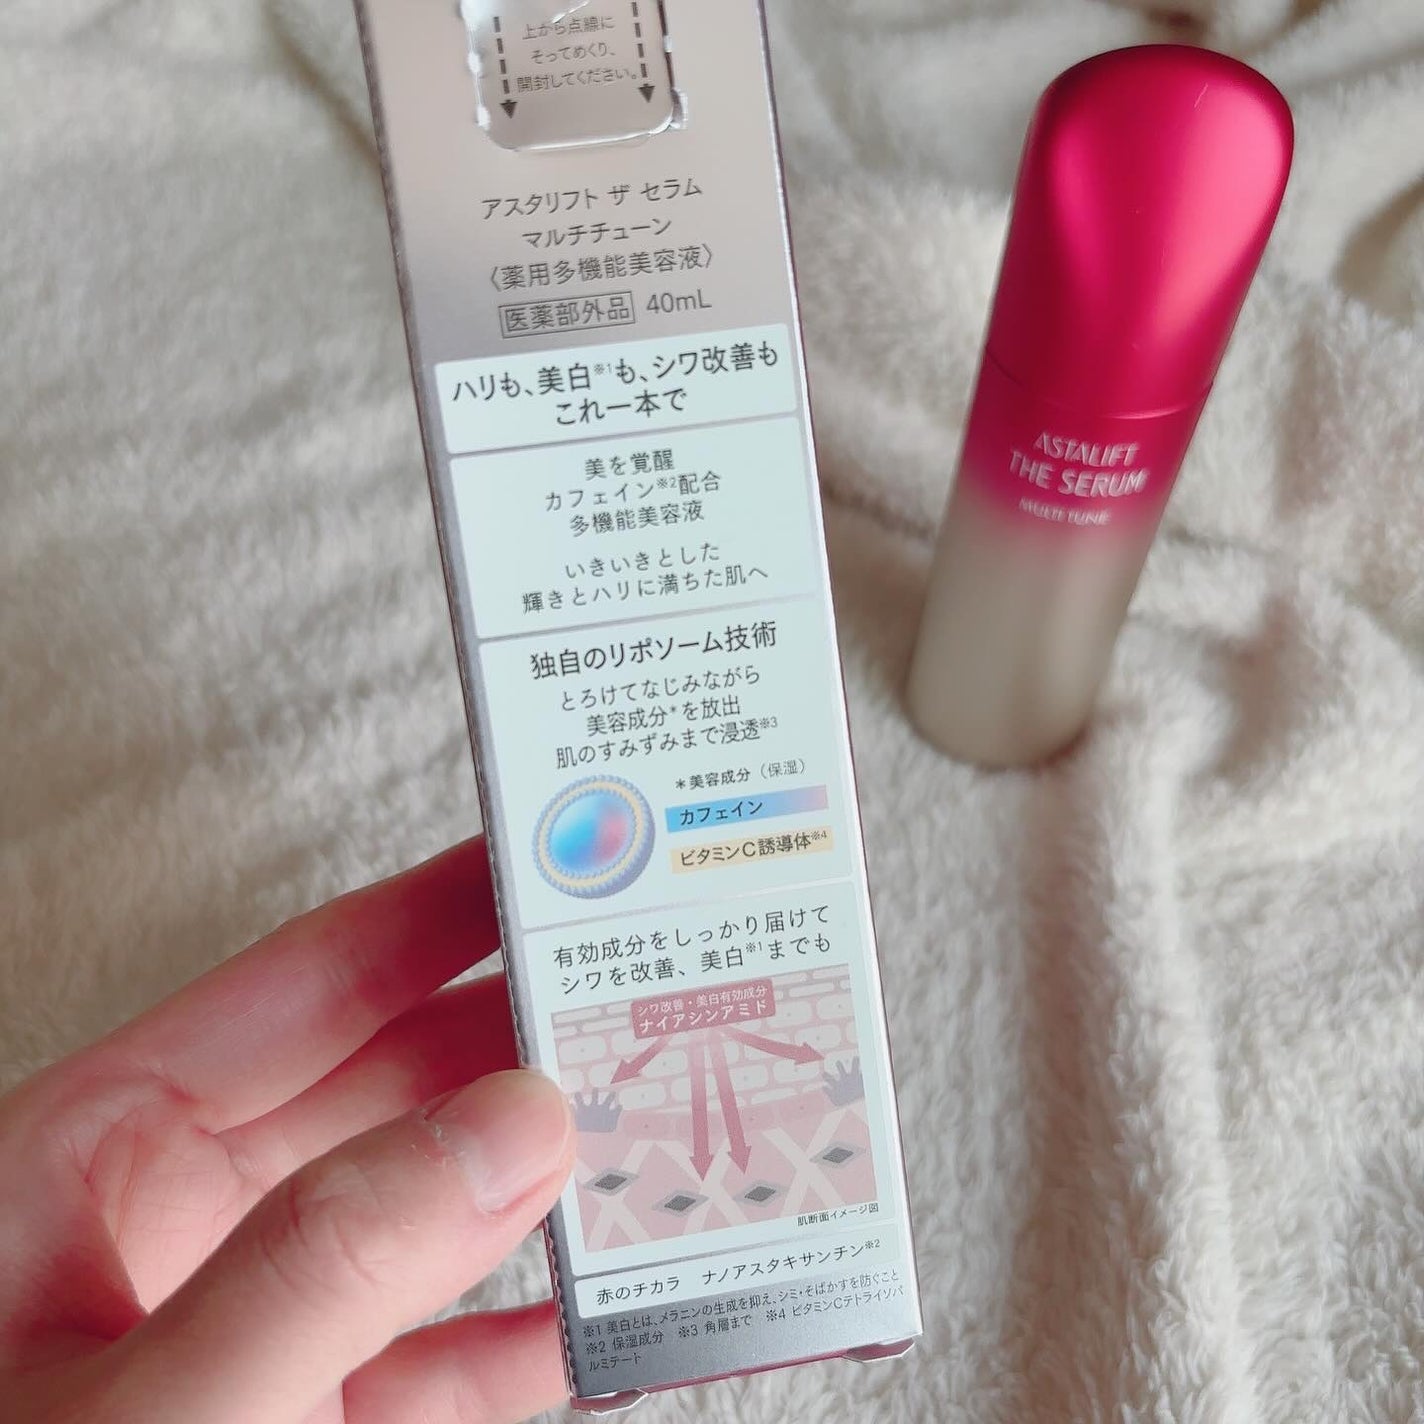 上から点線に
そってめくり、
開封してください。
アスタリフト ザ セラム
マルチチューン
〈薬用多機能美容液〉
医薬部外品 40mL
ハリも、美白※1も、シワ改善も
これ一本で
美を覚醒
カフェイン※2配合
多機能美容液
いきいきとした
輝きとハリに満ちた肌へ
独自のリポソーム技術
とろけてなじみながら
美容成分*を放出
肌のすみずみまで浸透※3
*美容成分（保湿）
カフェイン
ビタミンC誘導体※4
有効成分をしっかり届けて
シワを改善、美白※1までも
シワ改善・美白有効成分
ナイアシンアミド
肌断面イメージ図
赤のチカラ ナノアスタキサンチン※2
※1 美白とは、メラニンの生成を抑え、シミ・そばかすを防ぐこと
※2 保湿成分 ※3 角層まで ※4 ビタミンCテトライソパ
ルミテート
ASTALIFT
THE SERUM
MULTI TUNE